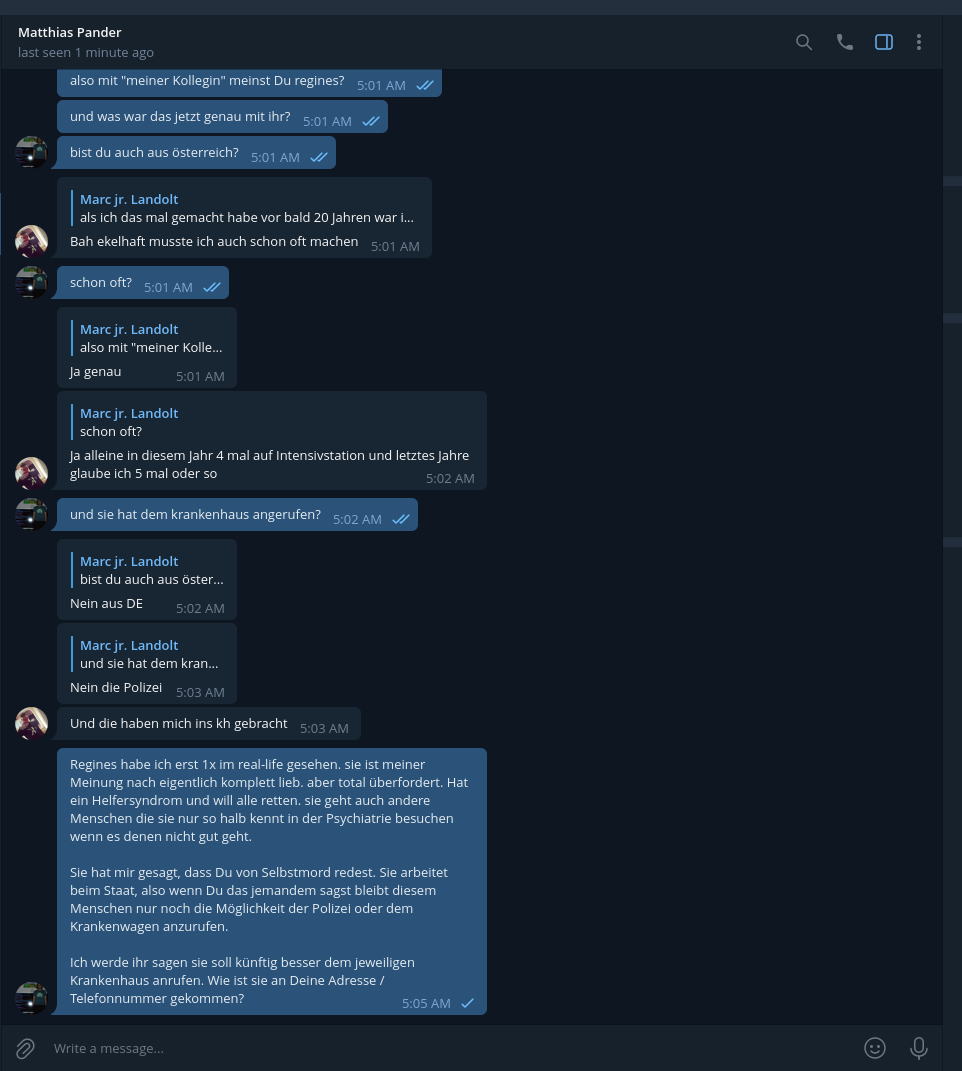 Matthias Pander
last seen 1 minute ago
also mit "meiner Kollegin" meinst Du regines? 5:01 AM
und was war das jetzt genau mit ihr? 5:01 AM
bist du auch aus österreich? 5:01 AM
Marc jr. Landolt
als ich das mal gemacht habe vor bald 20 Jahren war i...
Bah ekelhaft musste ich auch schon oft machen 5:01 AM
schon oft? 5:01 AM
Marc jr. Landolt
also mit "meiner Kolle...
Ja genau 5:01 AM
Marc jr. Landolt
schon oft?
Ja alleine in diesem Jahr 4 mal auf Intensivstation und letztes Jahre
glaube ich 5 mal oder so 5:02 AM
und sie hat dem krankenhaus angerufen? 5:02 AM
Marc jr. Landolt
bist du auch aus öster...
Nein aus DE 5:02 AM
Marc jr. Landolt
und sie hat dem kran...
Nein die Polizei 5:03 AM
Und die haben mich ins kh gebracht 5:03 AM
Regines habe ich erst 1x im real-life gesehen. sie ist meiner
Meinung nach eigentlich komplett lieb. aber total überfordert. Hat
ein Helfersyndrom und will alle retten. sie geht auch andere
Menschen die sie nur so halb kennt in der Psychiatrie besuchen
wenn es denen nicht gut geht.
Sie hat mir gesagt, dass Du von Selbstmord redest. Sie arbeitet
beim Staat, also wenn Du das jemandem sagst bleibt diesem
Menschen nur noch die Möglichkeit der Polizei oder dem
Krankenwagen anzurufen.
Ich werde ihr sagen sie soll künftig besser dem jeweiligen
Krankenhaus anrufen. Wie ist sie an Deine Adresse /
Telefonnummer gekommen? 5:05 AM
Write a message...